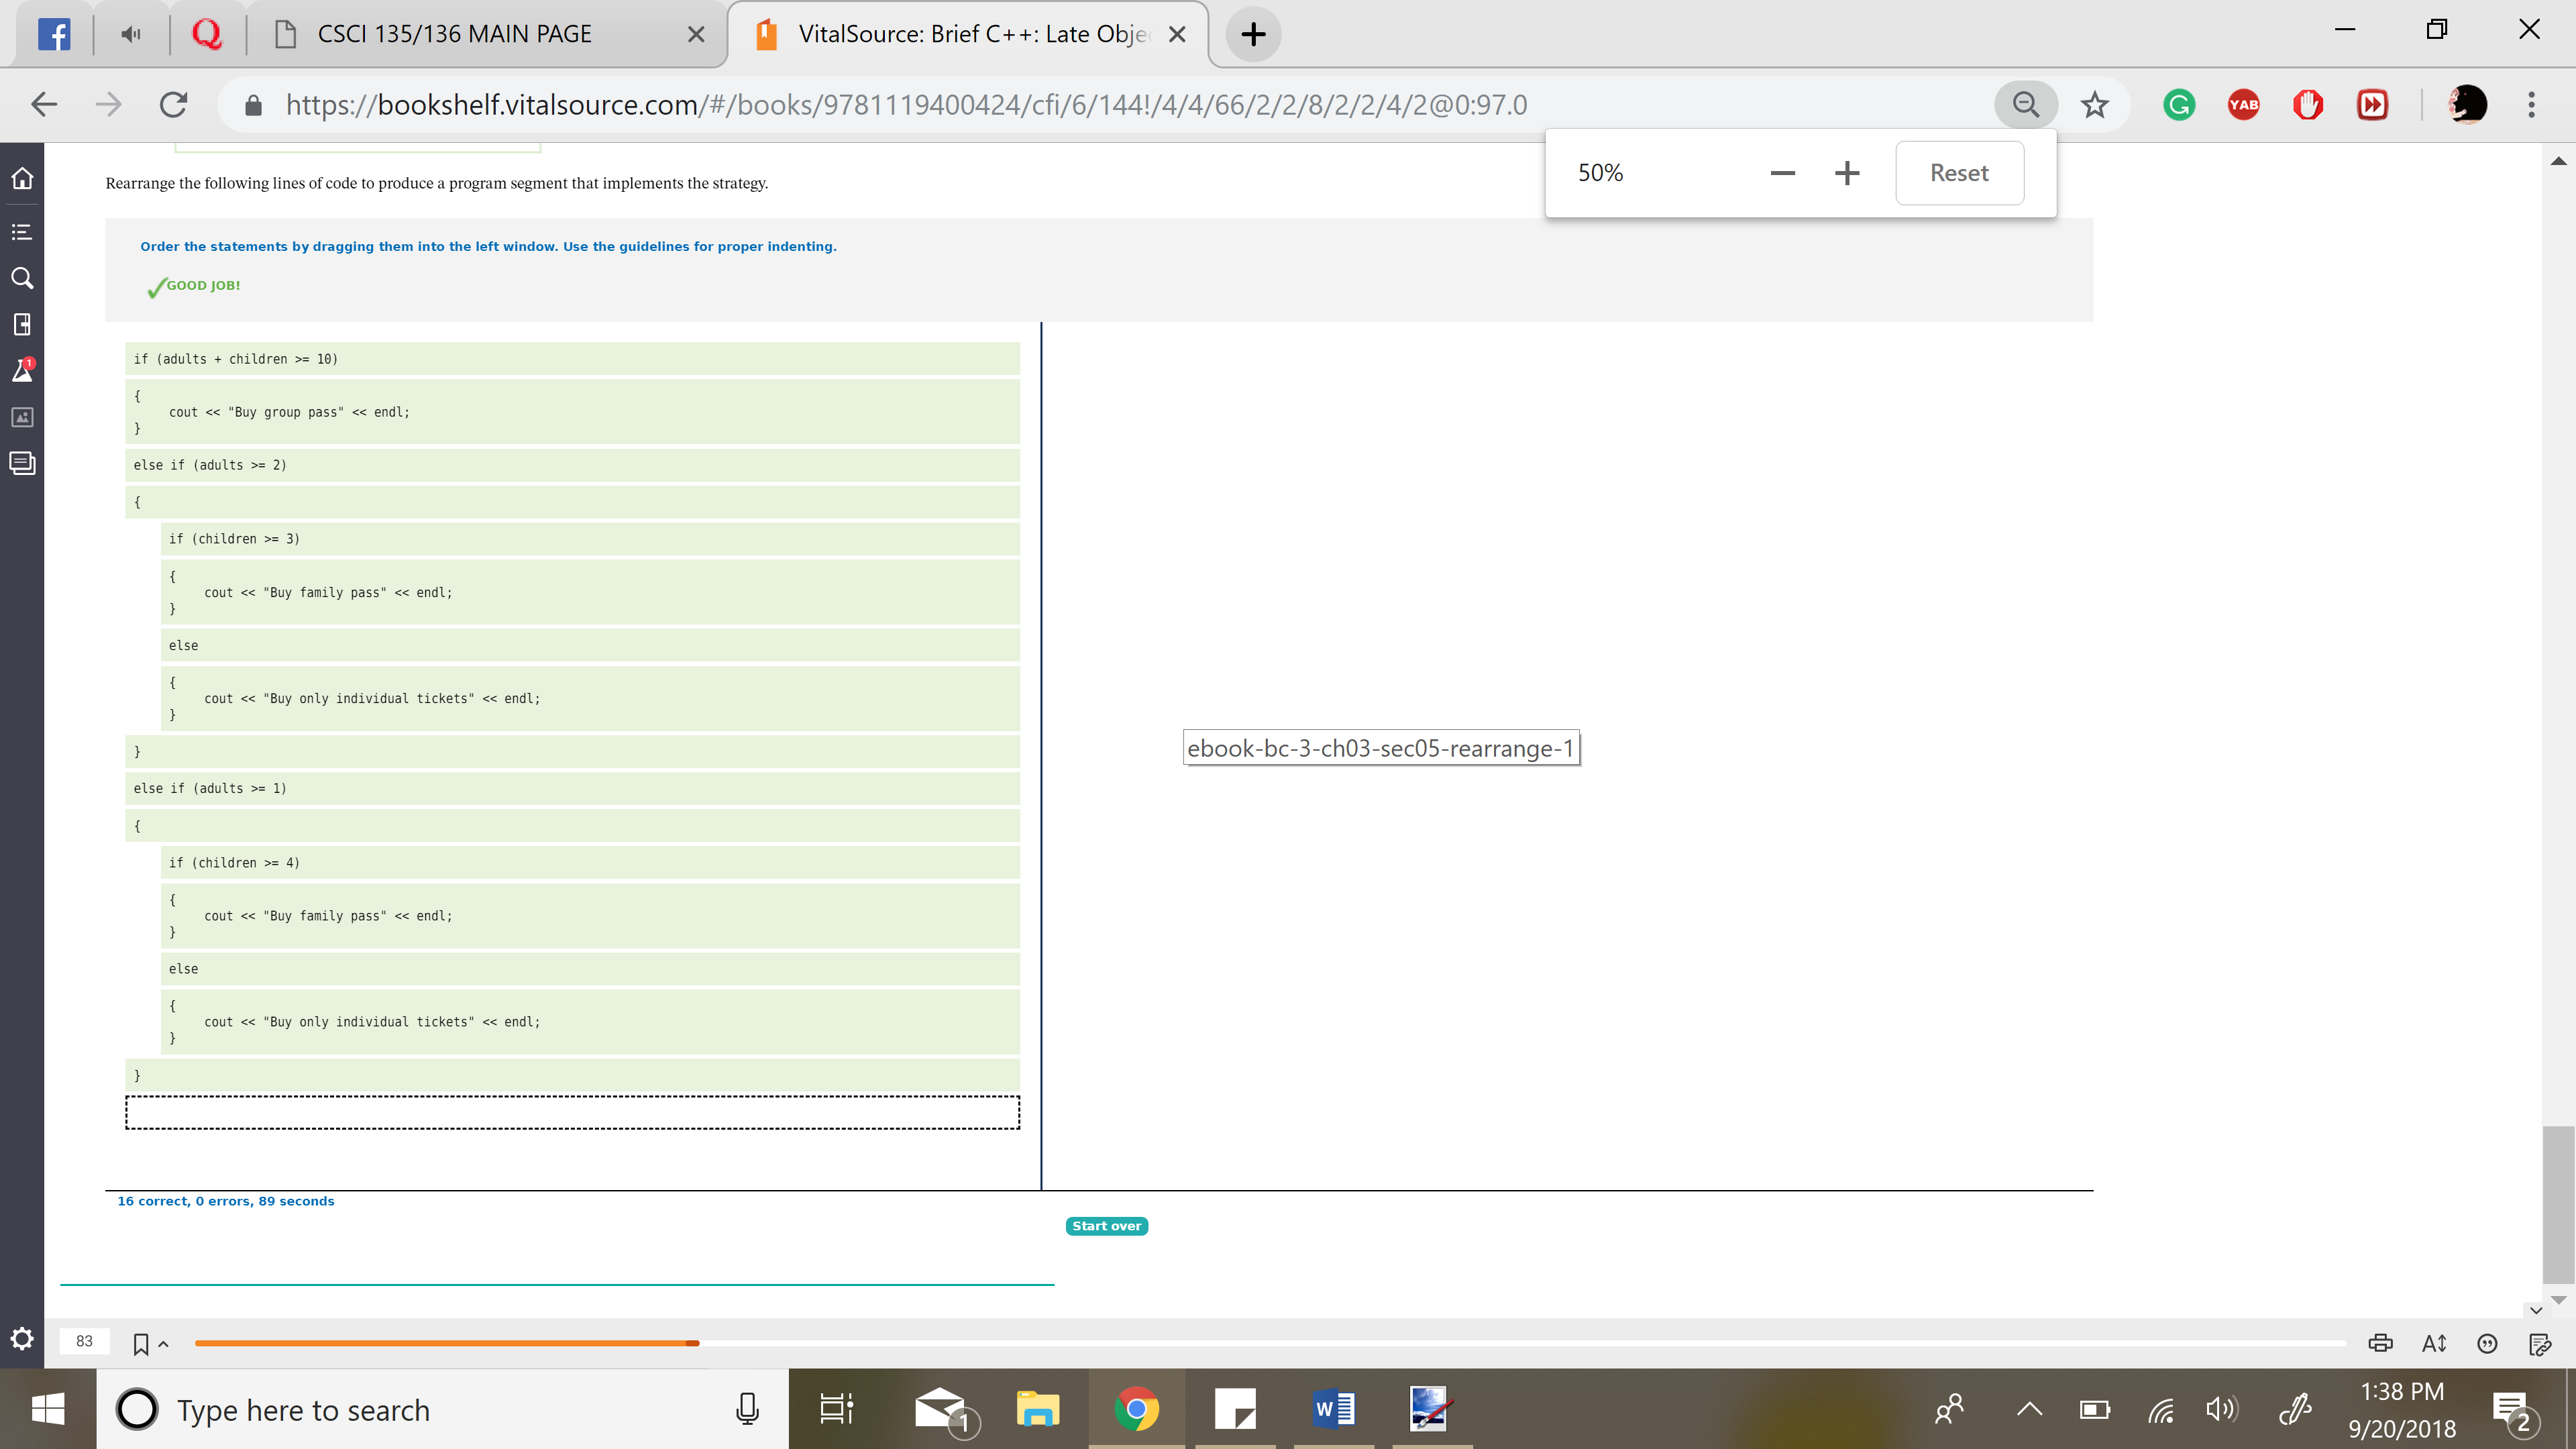 CSCI 135/136 MAIN PAGE
VitalSource: Brief C++: Late Obje
https://bookshelf.vitalsource.com/#/books/9781119400424/cfi/6/144!/4/4/66/2/2/8/2/2/4/2@0:97.0
YAB
50%
Reset
Rearrange the following lines of code to produce a program segment that implements the strategy.
Order the statements by dragging them into the left window. Use the guidelines for proper indenting.
GOOD JOB!
1
if (adults + children >= 10)
{
cout << "Buy group pass" << endl;
}
else if (adults >= 2)
{
if (children >= 3)
{
cout << "Buy family pass" << endl;
}
else
{
cout << "Buy only individual tickets" << endl;
}
}
else if (adults >= 1)
{
if (children >= 4)
{
cout << "Buy family pass" << endl;
}
else
{
cout << "Buy only individual tickets" << endl;
}
}
ebook-bc-3-ch03-sec05-rearrange-1
16 correct, 0 errors, 89 seconds
Start over
83
Type here to search
1
1:38 PM
9/20/2018
2